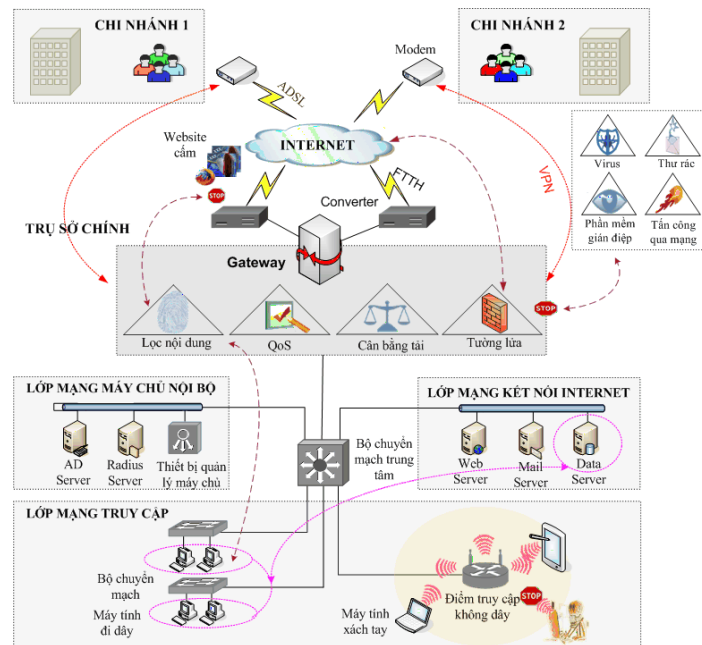 CHI NHÁNH 1
CHI NHÁNH 2
Modem
ADSL
Website
cấm
INTERNET
STOP
FTTH
VPN
Virus
Thư rác
Phần mềm
gián điệp
Tấn công
qua mạng
Converter
TRỤ SỞ CHÍNH
Gateway
STOP
Lọc nội dung
QoS
Cân bằng tải
Tường lửa
LỚP MẠNG MÁY CHỦ NỘI BỘ
LỚP MẠNG KẾT NỐI INTERNET
AD
Server
Radius
Server
Thiết bị quản
lý máy chủ
Bộ chuyển
mạch trung
tâm
Web
Server
Mail
Server
Data
Server
LỚP MẠNG TRUY CẬP
Bộ chuyển
mạch
Máy tính
đi dây
Máy tính
xách tay
Điểm truy cập
không dây
STOP